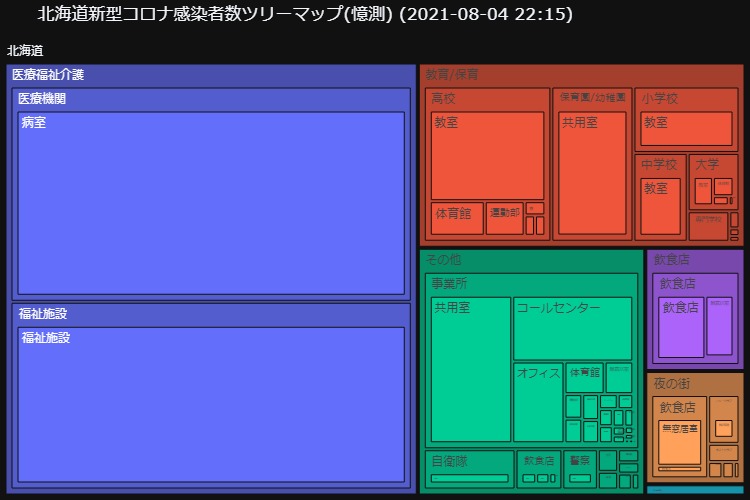 北海道新型コロナ感染者数ツリーマップ(憶測) (2021-08-04 22:15)
北海道
医療福祉介護
医療機関
病室
福祉施設
福祉施設
教育/保育
高校
教室
体育館
運動部
保育園/幼稚園
共用室
小学校
教室
中学校
教室
大学
その他
事業所
共用室
コールセンター
オフィス
体育館
自衛隊
飲食店
警察
飲食店
飲食店
飲食店
夜の街
飲食店
無窓居室